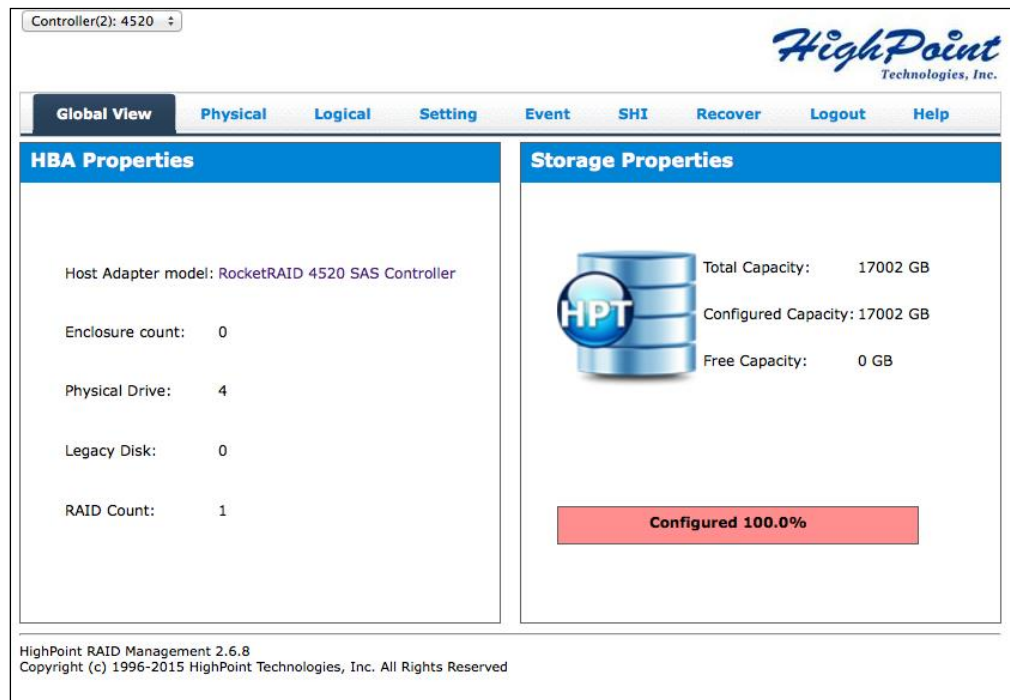 Controller(2): 4520
HighPoint
Technologies, Inc.
Global View Physical Logical Setting Event SHI Recover Logout Help
HBA Properties
Host Adapter model: RocketRAID 4520 SAS Controller
Enclosure count: 0
Physical Drive: 4
Legacy Disk: 0
RAID Count: 1
Storage Properties
HPT
Total Capacity: 17002 GB
Configured Capacity: 17002 GB
Free Capacity: 0 GB
Configured 100.0%
HighPoint RAID Management 2.6.8
Copyright (c) 1996-2015 HighPoint Technologies, Inc. All Rights Reserved